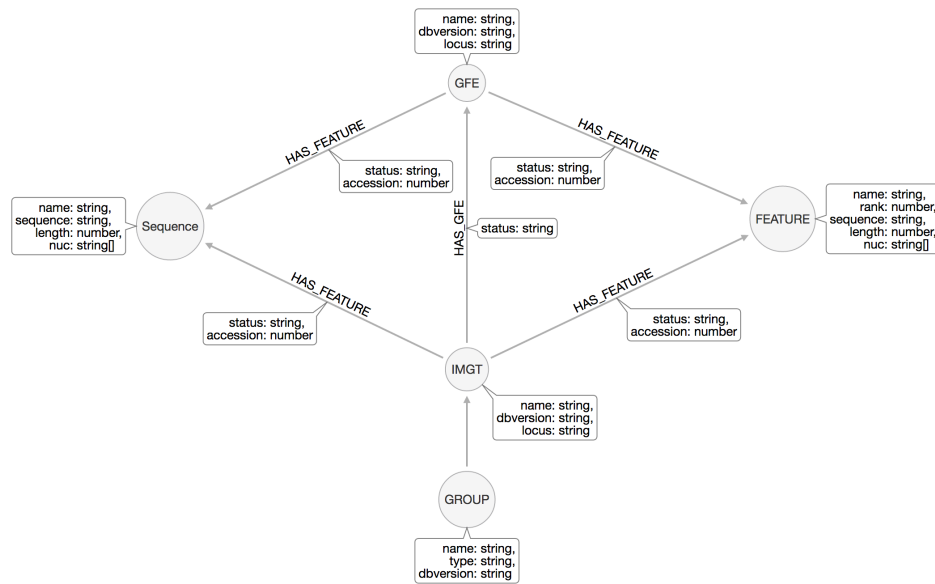 name: string,
dbversion: string,
locus: string
GFE
HAS_FEATURE
HAS_FEATURE
status: string,
accession: number
status: string,
accession: number
name: string,
sequence: string,
length: number,
nuc: string[]
Sequence
HAS_GFE
status: string
FEATURE
name: string,
rank: number,
sequence: string,
length: number,
nuc: string[]
HAS_FEATURE
HAS_FEATURE
status: string,
accession: number
status: string,
accession: number
IMGT
name: string,
dbversion: string,
locus: string
GROUP
name: string,
type: string,
dbversion: string